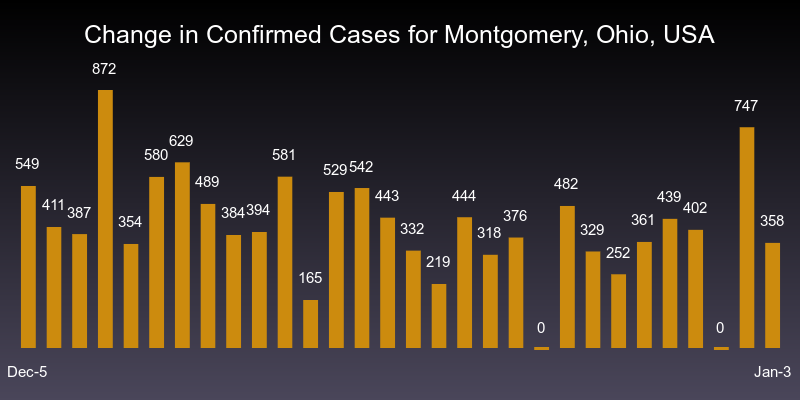 Change in Confirmed Cases for Montgomery, Ohio, USA
549 411 387 872 354 580 629 489 384 394 581 165 529 542 443 332 219 444 318 376 0 482 329 252 361 439 402 0 747 358
Dec-5 Jan-3